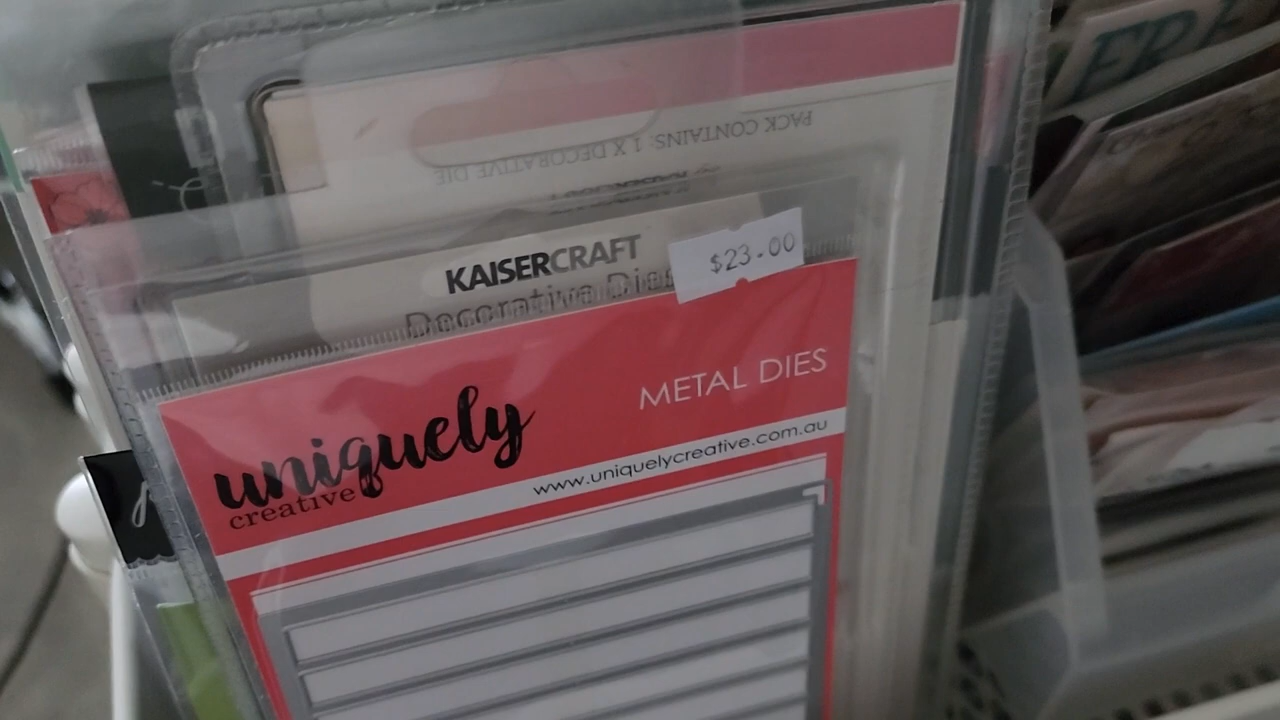 PACK CONTAINS: 1 X DECORATIVE DIE
KAISERCRAFT
Decorative Dies
$23.00
METAL DIES
uniquely
creative
www.uniquelycreative.com.au